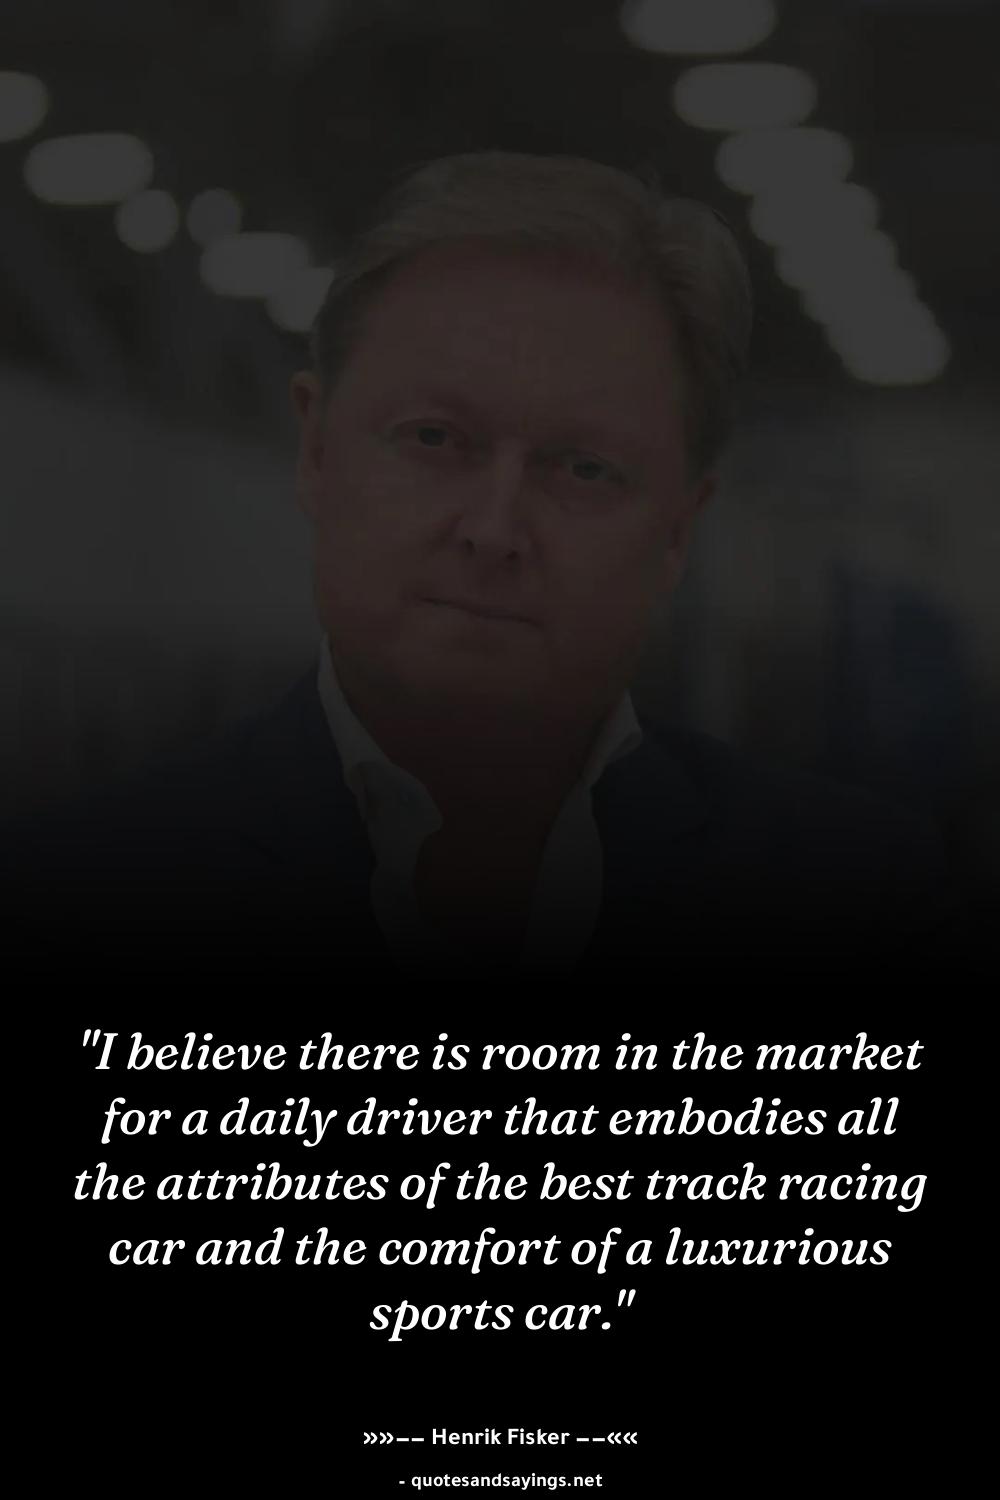 "I believe there is room in the market
for a daily driver that embodies all
the attributes of the best track racing
car and the comfort of a luxurious
sports car."
»»–– Henrik Fisker ––««
- quotesandsayings.net